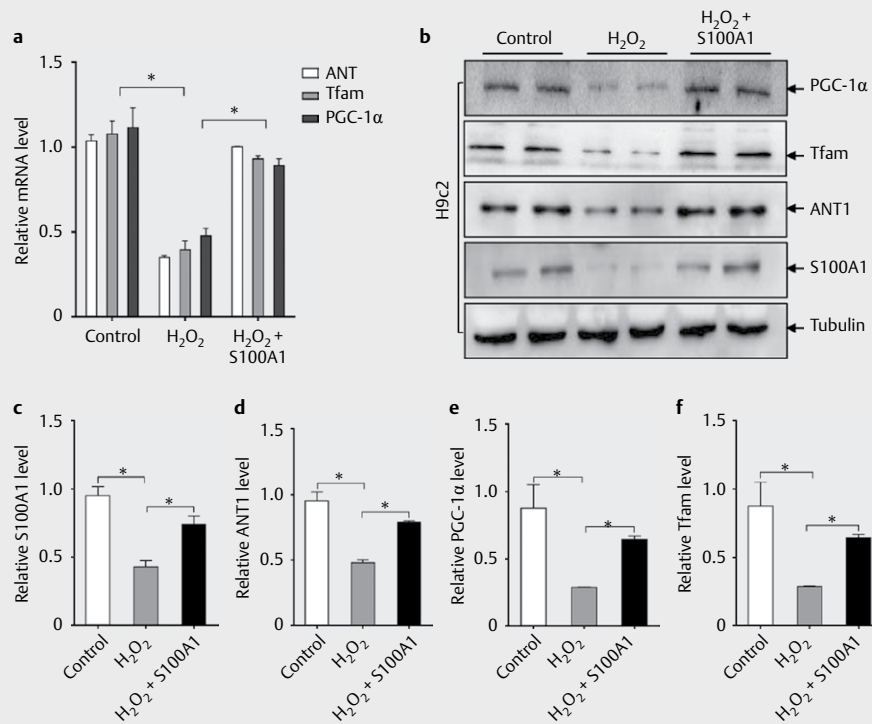 a
Relative mRNA level
1.5
1.0
0.5
0
*
*
ANT
Tfam
PGC-1α
Control
H₂O₂
H₂O₂ +
S100A1
b
Control
H₂O₂
H₂O₂ +
S100A1
H9c2
PGC-1α
Tfam
ANT1
S100A1
Tubulin
c
Relative S100A1 level
1.5
1.0
0.5
0
*
*
Control
H₂O₂
H₂O₂ + S100A1
d
Relative ANT1 level
1.5
1.0
0.5
0
*
*
Control
H₂O₂
H₂O₂ + S100A1
e
Relative PGC-1α level
1.5
1.0
0.5
0
*
*
Control
H₂O₂
H₂O₂ + S100A1
f
Relative Tfam level
1.5
1.0
0.5
0
*
*
Control
H₂O₂
H₂O₂ + S100A1